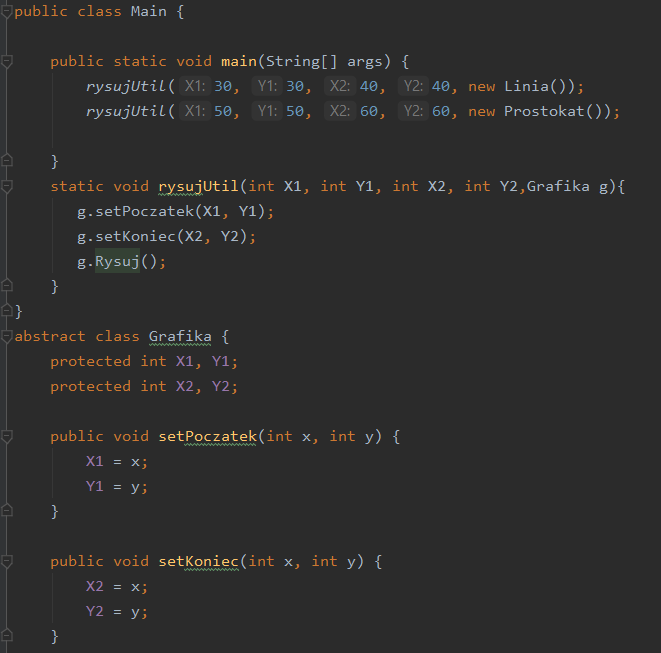 public class Main {
public static void main(String[] args) {
rysujUtil( X1: 30, Y1: 30, X2: 40, Y2: 40, new Linia());
rysujUtil( X1: 50, Y1: 50, X2: 60, Y2: 60, new Prostokat());
}
static void rysujUtil(int X1, int Y1, int X2, int Y2,Grafika g){
g.setPoczatek(X1, Y1);
g.setKoniec(X2, Y2);
g.Rysuj();
}
}
abstract class Grafika {
protected int X1, Y1;
protected int X2, Y2;
public void setPoczatek(int x, int y) {
X1 = x;
Y1 = y;
}
public void setKoniec(int x, int y) {
X2 = x;
Y2 = y;
}